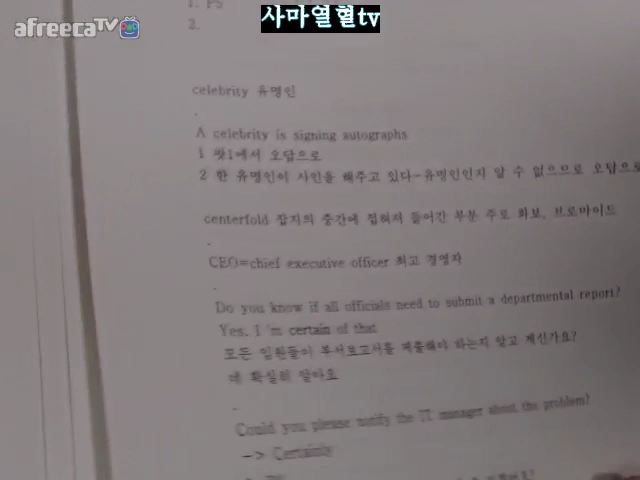 afreecaTV
사마열혈tv
1. PS
2.
celebrity 유명인
.
A celebrity is signing autographs
1 팟1에서 오답으로
2 한 유명인이 사인을 해주고 있다-유명인인지 알 수 없으므로 오답으로
centerfold 잡지의 중간에 접혀져 들어간 부분 주로 화보, 브로마이드
.
CEO=chief executive officer 최고 경영자
.
Do you know if all officials need to submit a departmental report?
Yes, I'm certain of that
모든 임원들이 부서보고서를 제출해야 하는지 알고 계신가요?
네 확실히 알아요
.
Could you please notify the IT manager about the problem?
-> Certainly